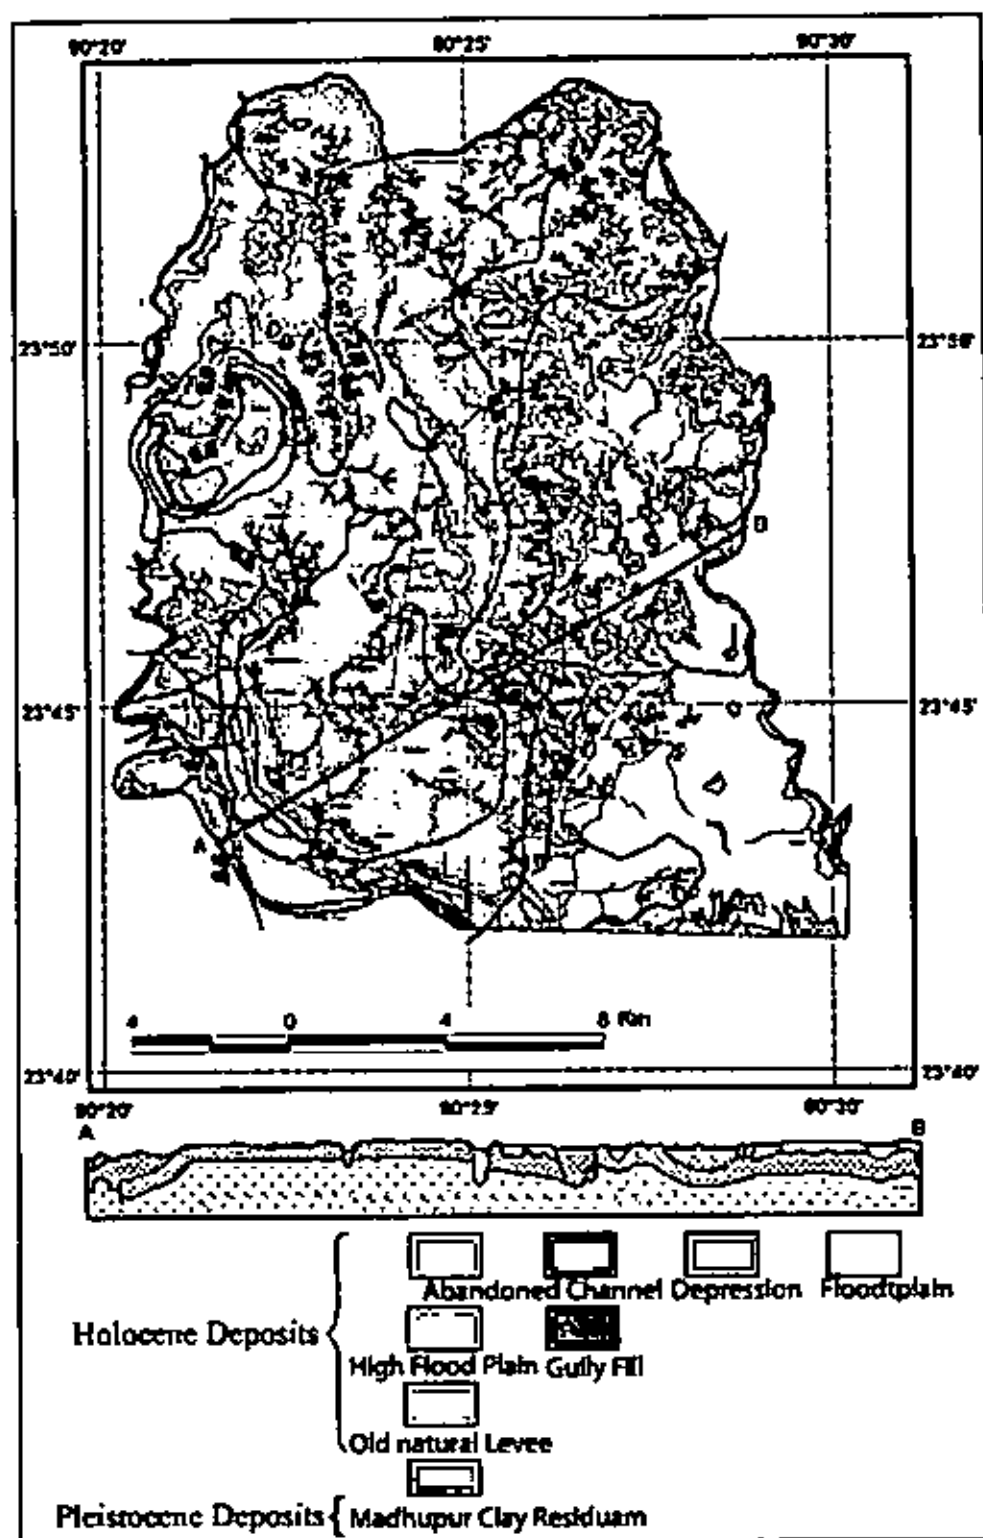 90°20' 90°25' 90°30'
23°50' 23°50'
B
23°45' 23°45'
A
4 0 4 8 Km
23°40' 23°40'
90°20' 90°25' 90°30'
A B
Abandoned Channel Depression Floodtplain
Holocene Deposits
High Flood Plain Gully Fill
Old natural Levee
Pleistocene Deposits { Madhupur Clay Residuam